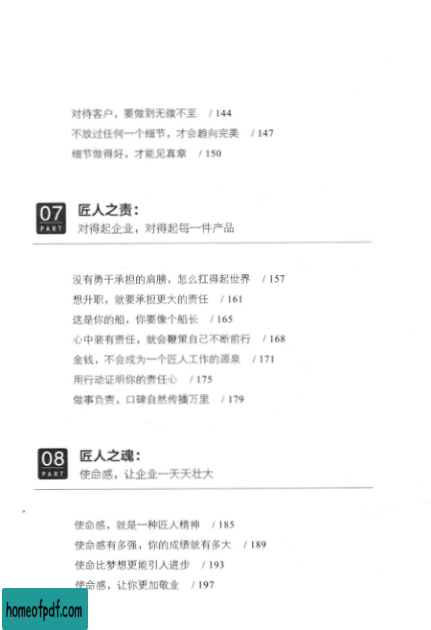 对待客户，要做到无微不至 / 144
不放过任何一个细节，才会趋向完美 / 147
细节做得好，才能见真章 / 150
07
PART
匠人之责：
对得起企业，对得起每一件产品
没有勇于承担的肩膀，怎么扛得起世界 / 157
想升职，就要承担更大的责任 / 161
这是你的船，你要像个船长 / 165
心中装有责任，就会鞭策自己不断前行 / 168
金钱，不会成为一个匠人工作的源泉 / 171
用行动证明你的责任心 / 175
做事负责，口碑自然传播万里 / 179
08
PART
匠人之魂：
使命感，让企业一天天壮大
使命感，就是一种匠人精神 / 185
使命感有多强，你的成绩就有多大 / 189
使命比梦想更能引人进步 / 193
使命感，让你更加敬业 / 197
homeofpdf.com